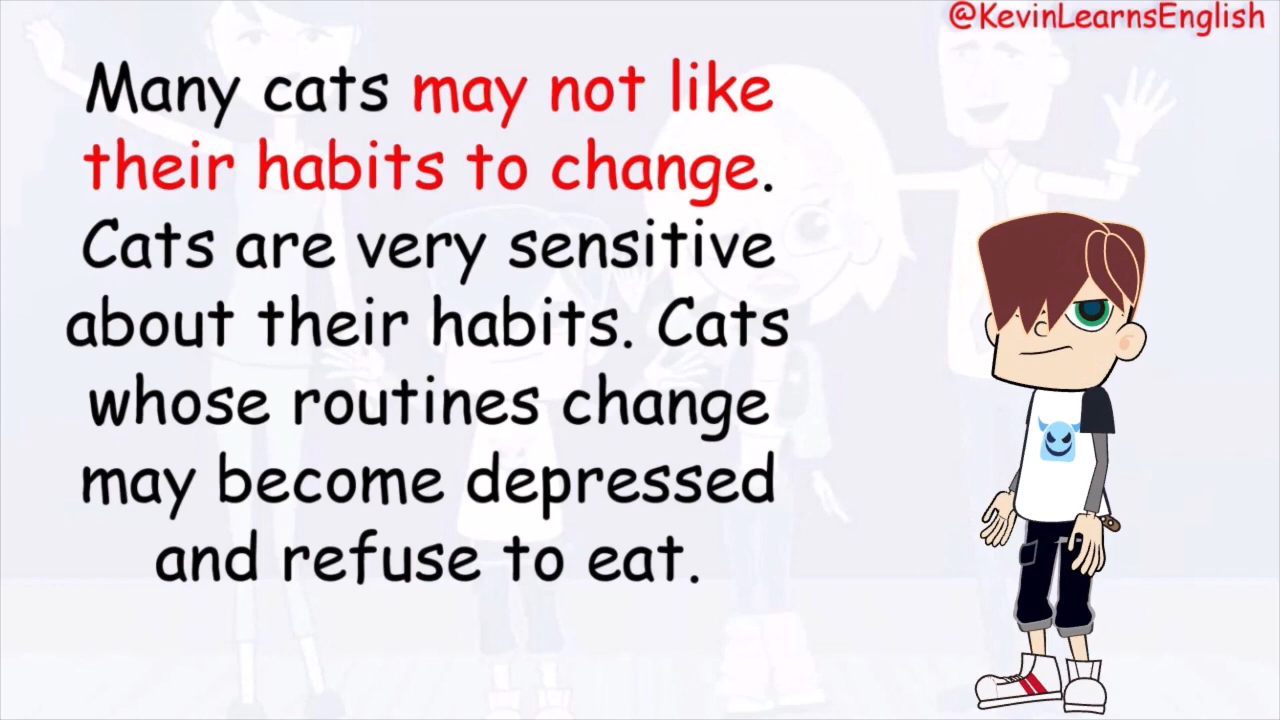 @KevinLearnsEnglish
Many cats may not like
their habits to change.
Cats are very sensitive
about their habits. Cats
whose routines change
may become depressed
and refuse to eat.